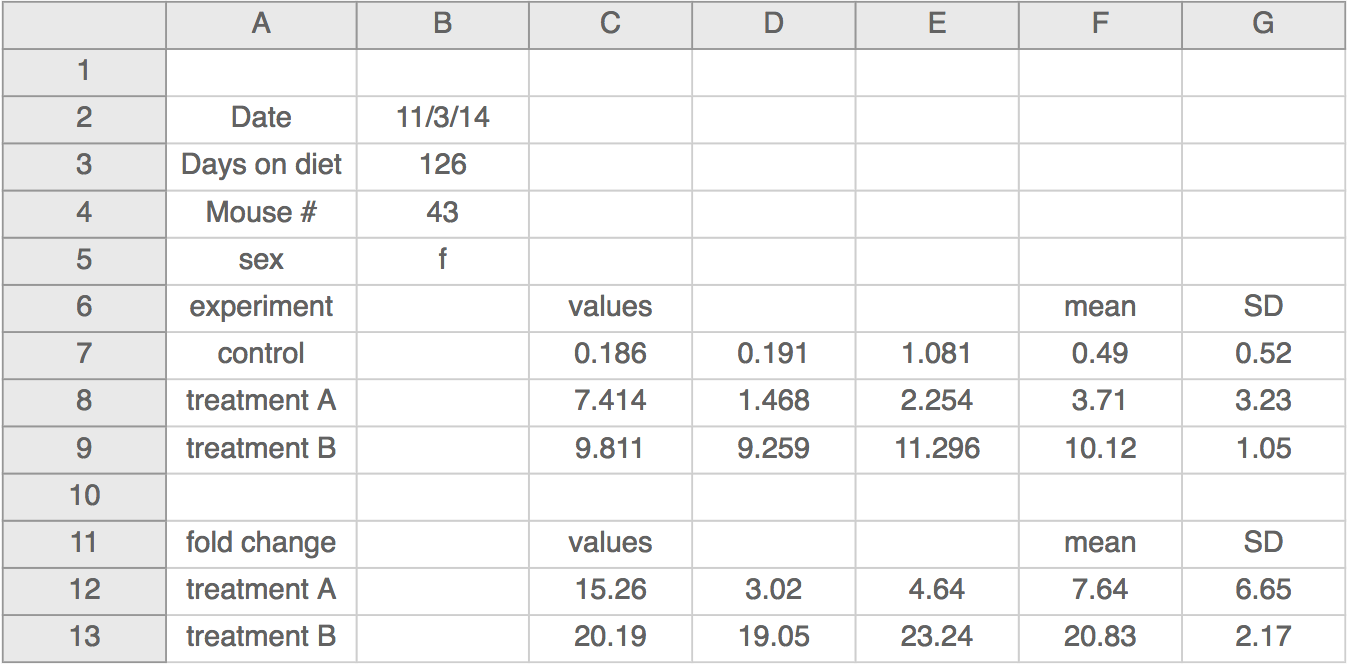 A B C D E F G
1
2 Date 11/3/14
3 Days on diet 126
4 Mouse # 43
5 sex f
6 experiment values mean SD
7 control 0.186 0.191 1.081 0.49 0.52
8 treatment A 7.414 1.468 2.254 3.71 3.23
9 treatment B 9.811 9.259 11.296 10.12 1.05
10
11 fold change values mean SD
12 treatment A 15.26 3.02 4.64 7.64 6.65
13 treatment B 20.19 19.05 23.24 20.83 2.17